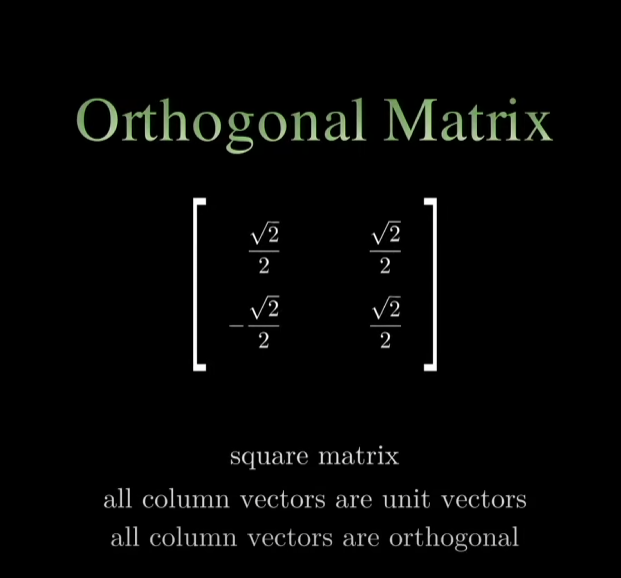 Orthogonal Matrix
√2/2 √2/2
-√2/2 √2/2
square matrix
all column vectors are unit vectors
all column vectors are orthogonal